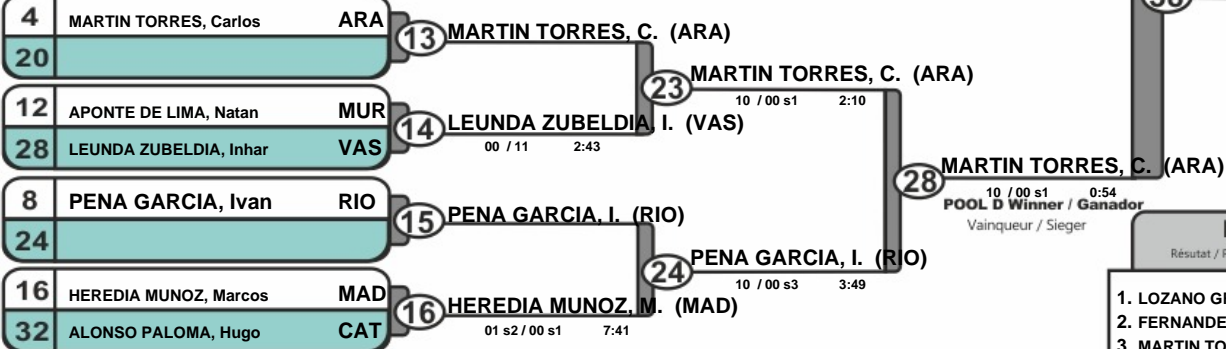 4 MARTIN TORRES, Carlos ARA
20
13 MARTIN TORRES, C. (ARA)
12 APONTE DE LIMA, Natan MUR
28 LEUNDA ZUBELDIA, Inhar VAS
14 LEUNDA ZUBELDIA, I. (VAS)
00 / 11 2:43
23 MARTIN TORRES, C. (ARA)
10 / 00 s1 2:10
8 PENA GARCIA, Ivan RIO
24
15 PENA GARCIA, I. (RIO)
16 HEREDIA MUNOZ, Marcos MAD
32 ALONSO PALOMA, Hugo CAT
16 HEREDIA MUNOZ, M. (MAD)
01 s2 / 00 s1 7:41
24 PENA GARCIA, I. (RIO)
10 / 00 s3 3:49
28 MARTIN TORRES, C. (ARA)
10 / 00 s1 0:54
POOL D Winner / Ganador
Vainqueur / Sieger
Résutat /
1. LOZANO
2. FERNANDE
3. MARTIN TO